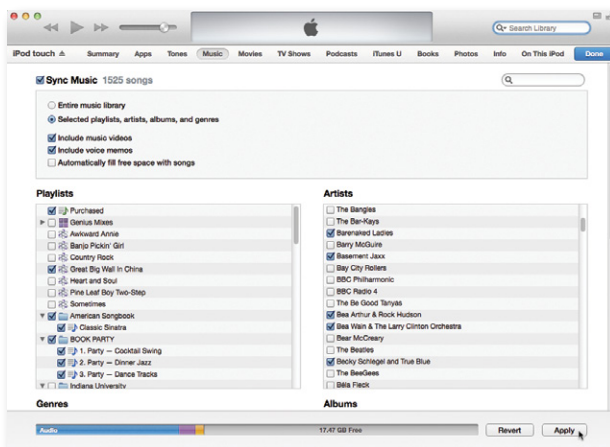 Search Library
iPod touch Summary Apps Tones Music Movies TV Shows Podcasts iTunes U Books Photos Info On This iPod Done
Sync Music 1525 songs
Entire music library
Selected playlists, artists, albums, and genres
Include music videos
Include voice memos
Automatically fill free space with songs
Playlists
Purchased
Genius Mixes
Awkward Annie
Banjo Pickin' Girl
Country Rock
Great Big Wall In China
Heart and Soul
Pine Leaf Boy Two-Step
Sometimes
American Songbook
Classic Sinatra
BOOK PARTY
1. Party — Cocktail Swing
2. Party — Dinner Jazz
3. Party — Dance Tracks
Indiana University
Artists
The Bangles
The Bar-Kays
Barenaked Ladies
Barry McGuire
Basement Jaxx
Bay City Rollers
BBC Philharmonic
BBC Radio 4
The Be Good Tanyas
Bea Arthur & Rock Hudson
Bea Wain & The Larry Clinton Orchestra
Bear McCreary
The Beatles
Becky Schlegel and True Blue
The BeeGees
Béla Fleck
Genres
Albums
Audio 17.47 GB Free Revert Apply